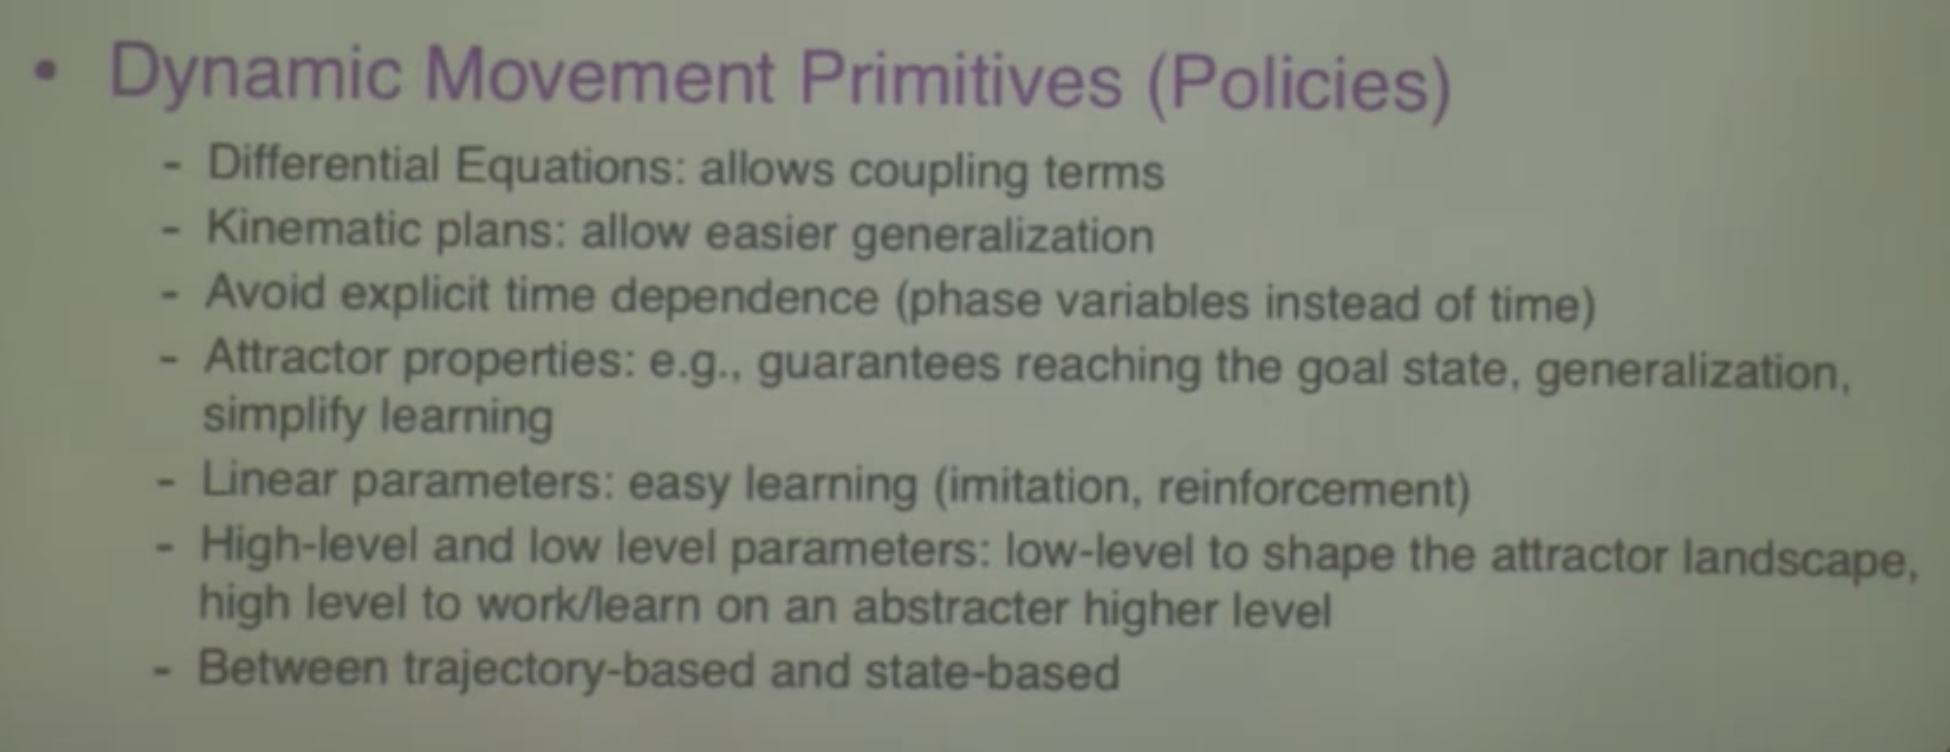 • Dynamic Movement Primitives (Policies)
- Differential Equations: allows coupling terms
- Kinematic plans: allow easier generalization
- Avoid explicit time dependence (phase variables instead of time)
- Attractor properties: e.g., guarantees reaching the goal state, generalization,
simplify learning
- Linear parameters: easy learning (imitation, reinforcement)
- High-level and low level parameters: low-level to shape the attractor landscape,
high level to work/learn on an abstracter higher level
- Between trajectory-based and state-based